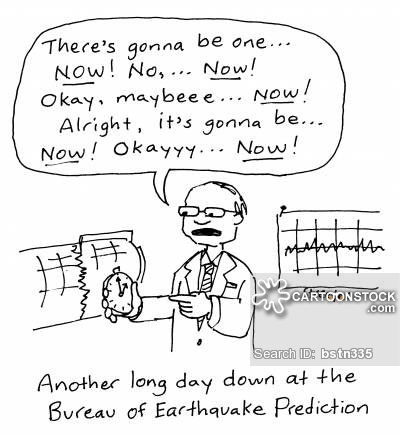 There's gonna be one...
NOW! No,... Now!
Okay, maybeee... Now!
Alright, it's gonna be...
Now! Okayyy... Now!
CARTOONSTOCK
.com
Search ID: bstn335
Another long day down at the
Bureau of Earthquake Prediction